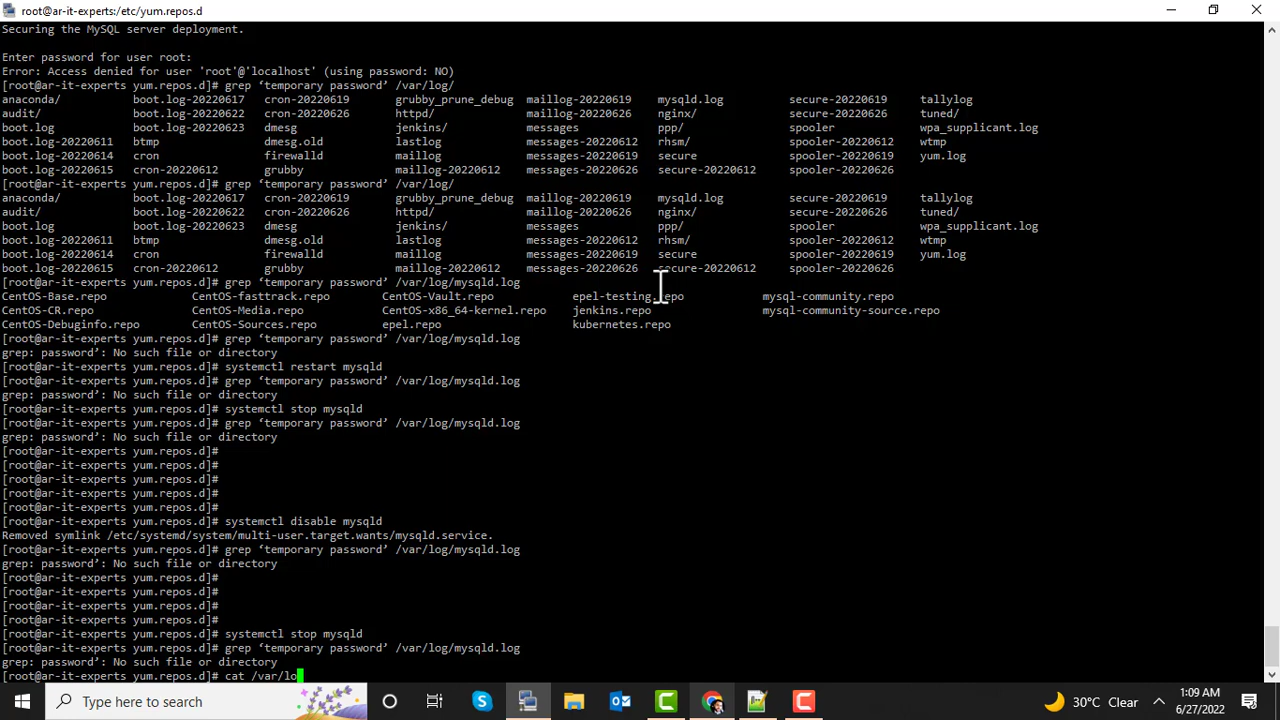 root@ar-it-experts:/etc/yum.repos.d
Securing the MySQL server deployment.
Enter password for user root:
Error: Access denied for user 'root'@'localhost' (using password: NO)
[root@ar-it-experts yum.repos.d]# grep ‘temporary password’ /var/log/
anaconda/ boot.log-20220617 cron-20220619 grubby_prune_debug maillog-20220619 mysqld.log secure-20220619 tallylog
audit/ boot.log-20220622 cron-20220626 httpd/ maillog-20220626 nginx/ secure-20220626 tuned/
boot.log boot.log-20220623 dmesg jenkins/ messages ppp/ spooler wpa_supplicant.log
boot.log-20220611 btmp dmesg.old lastlog messages-20220612 rhsm/ spooler-20220612 wtmp
boot.log-20220614 cron firewalld maillog messages-20220619 secure spooler-20220619 yum.log
boot.log-20220615 cron-20220612 grubby maillog-20220612 messages-20220626 secure-20220612 spooler-20220626
[root@ar-it-experts yum.repos.d]# grep ‘temporary password’ /var/log/
anaconda/ boot.log-20220617 cron-20220619 grubby_prune_debug maillog-20220619 mysqld.log secure-20220619 tallylog
audit/ boot.log-20220622 cron-20220626 httpd/ maillog-20220626 nginx/ secure-20220626 tuned/
boot.log boot.log-20220623 dmesg jenkins/ messages ppp/ spooler wpa_supplicant.log
boot.log-20220611 btmp dmesg.old lastlog messages-20220612 rhsm/ spooler-20220612 wtmp
boot.log-20220614 cron firewalld maillog messages-20220619 secure spooler-20220619 yum.log
boot.log-20220615 cron-20220612 grubby maillog-20220612 messages-20220626 secure-20220612 spooler-20220626
[root@ar-it-experts yum.repos.d]# grep ‘temporary password’ /var/log/mysqld.log
CentOS-Base.repo CentOS-fasttrack.repo CentOS-Vault.repo epel-testing.repo mysql-community.repo
CentOS-CR.repo CentOS-Media.repo CentOS-x86_64-kernel.repo jenkins.repo mysql-community-source.repo
CentOS-Debuginfo.repo CentOS-Sources.repo epel.repo kubernetes.repo
[root@ar-it-experts yum.repos.d]# grep ‘temporary password’ /var/log/mysqld.log
grep: password’: No such file or directory
[root@ar-it-experts yum.repos.d]# systemctl restart mysqld
[root@ar-it-experts yum.repos.d]# grep ‘temporary password’ /var/log/mysqld.log
grep: password’: No such file or directory
[root@ar-it-experts yum.repos.d]# systemctl stop mysqld
[root@ar-it-experts yum.repos.d]# grep ‘temporary password’ /var/log/mysqld.log
grep: password’: No such file or directory
[root@ar-it-experts yum.repos.d]#
[root@ar-it-experts yum.repos.d]#
[root@ar-it-experts yum.repos.d]#
[root@ar-it-experts yum.repos.d]#
[root@ar-it-experts yum.repos.d]#
[root@ar-it-experts yum.repos.d]# systemctl disable mysqld
Removed symlink /etc/systemd/system/multi-user.target.wants/mysqld.service.
[root@ar-it-experts yum.repos.d]# grep ‘temporary password’ /var/log/mysqld.log
grep: password’: No such file or directory
[root@ar-it-experts yum.repos.d]#
[root@ar-it-experts yum.repos.d]#
[root@ar-it-experts yum.repos.d]#
[root@ar-it-experts yum.repos.d]#
[root@ar-it-experts yum.repos.d]# systemctl stop mysqld
[root@ar-it-experts yum.repos.d]# grep ‘temporary password’ /var/log/mysqld.log
grep: password’: No such file or directory
[root@ar-it-experts yum.repos.d]# cat /var/lo
Type here to search
30°C Clear
1:09 AM
6/27/2022